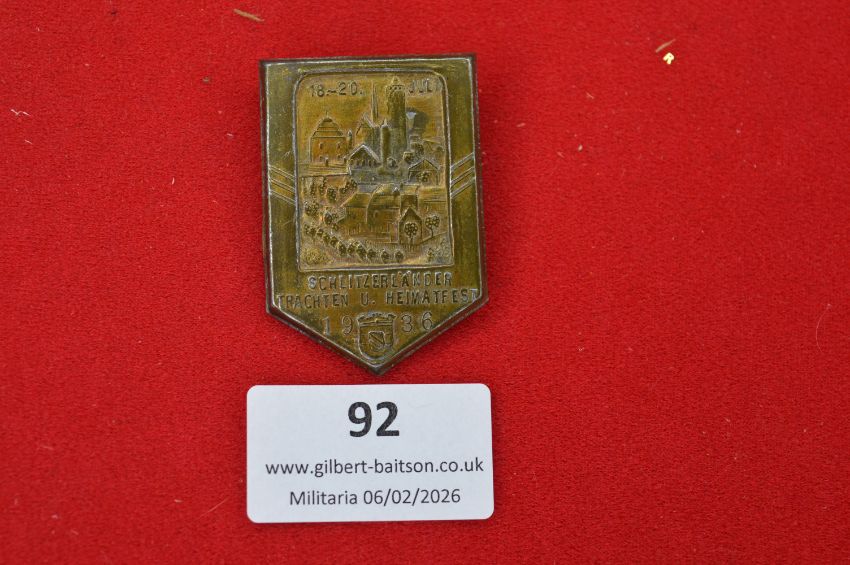 18.-20. JULI
SCHLITZERLÄNDER
TRACHTEN U. HEIMATFEST
1936
92
www.gilbert-baitson.co.uk
Militaria 06/02/2026
R